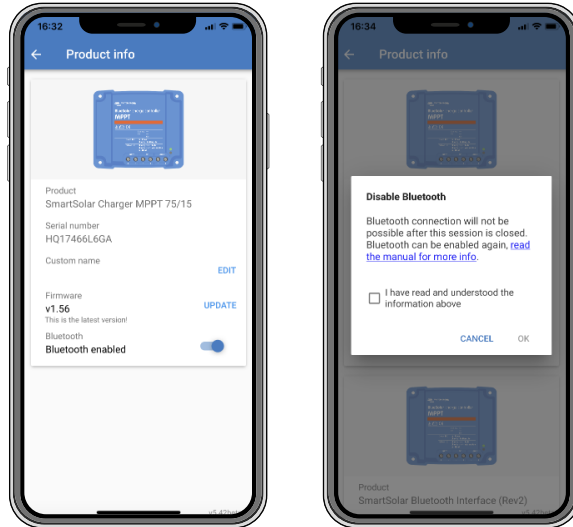 16:32
Product info
MPPT
Product
SmartSolar Charger MPPT 75/15
Serial number
HQ17466L6GA
Custom name
EDIT
Firmware
v1.56
UPDATE
This is the latest version!
Bluetooth
Bluetooth enabled
16:34
Product info
MPPT
Disable Bluetooth
Bluetooth connection will not be
possible after this session is closed.
Bluetooth can be enabled again, read
the manual for more info.
I have read and understood the
information above
CANCEL
OK
MPPT
Product
SmartSolar Bluetooth Interface (Rev2)